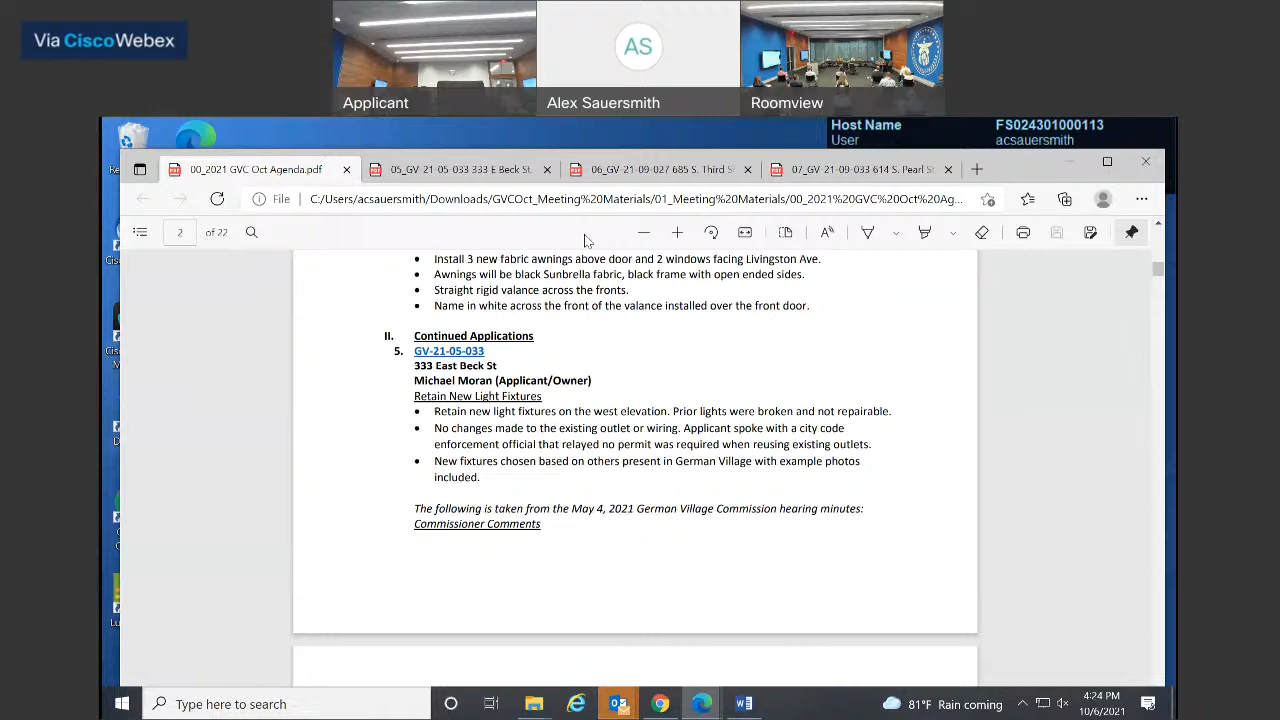 Via CiscoWebex
AS
Applicant
Alex Sauersmith
Roomview
Host Name FS024301000113
User acsauersmith
00_2021 GVC Oct Agenda.pdf
05_GV-21-05-033 333 E Beck St.
06_GV-21-09-027 685 S. Third St
07_GV-21-09-033 614 S. Pearl St
File C:/Users/acsauersmith/Downloads/GVCOct_Meeting%20Materials/01_Meeting%20Materials/00_2021%20GVC%20Oct%20Ag...
2 of 22
Install 3 new fabric awnings above door and 2 windows facing Livingston Ave.
Awnings will be black Sunbrella fabric, black frame with open ended sides.
Straight rigid valance across the fronts.
Name in white across the front of the valance installed over the front door.
II. Continued Applications
5. GV-21-05-033
333 East Beck St
Michael Moran (Applicant/Owner)
Retain New Light Fixtures
Retain new light fixtures on the west elevation. Prior lights were broken and not repairable.
No changes made to the existing outlet or wiring. Applicant spoke with a city code
enforcement official that relayed no permit was required when reusing existing outlets.
New fixtures chosen based on others present in German Village with example photos
included.
The following is taken from the May 4, 2021 German Village Commission hearing minutes:
Commissioner Comments
Type here to search
81°F Rain coming
4:24 PM
10/6/2021